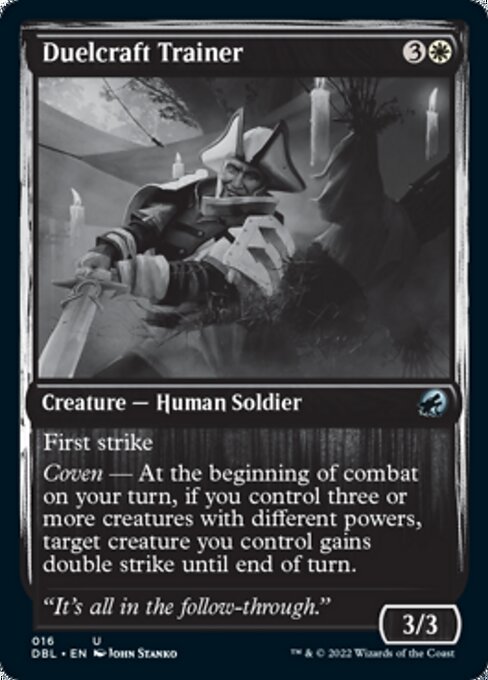 Duelcraft Trainer 3
Creature — Human Soldier
First strike
Coven — At the beginning of combat
on your turn, if you control three or
more creatures with different powers,
target creature you control gains
double strike until end of turn.
“It’s all in the follow-through.”
3/3
016 U
DBL • EN John Stanko ™ & © 2022 Wizards of the Coast